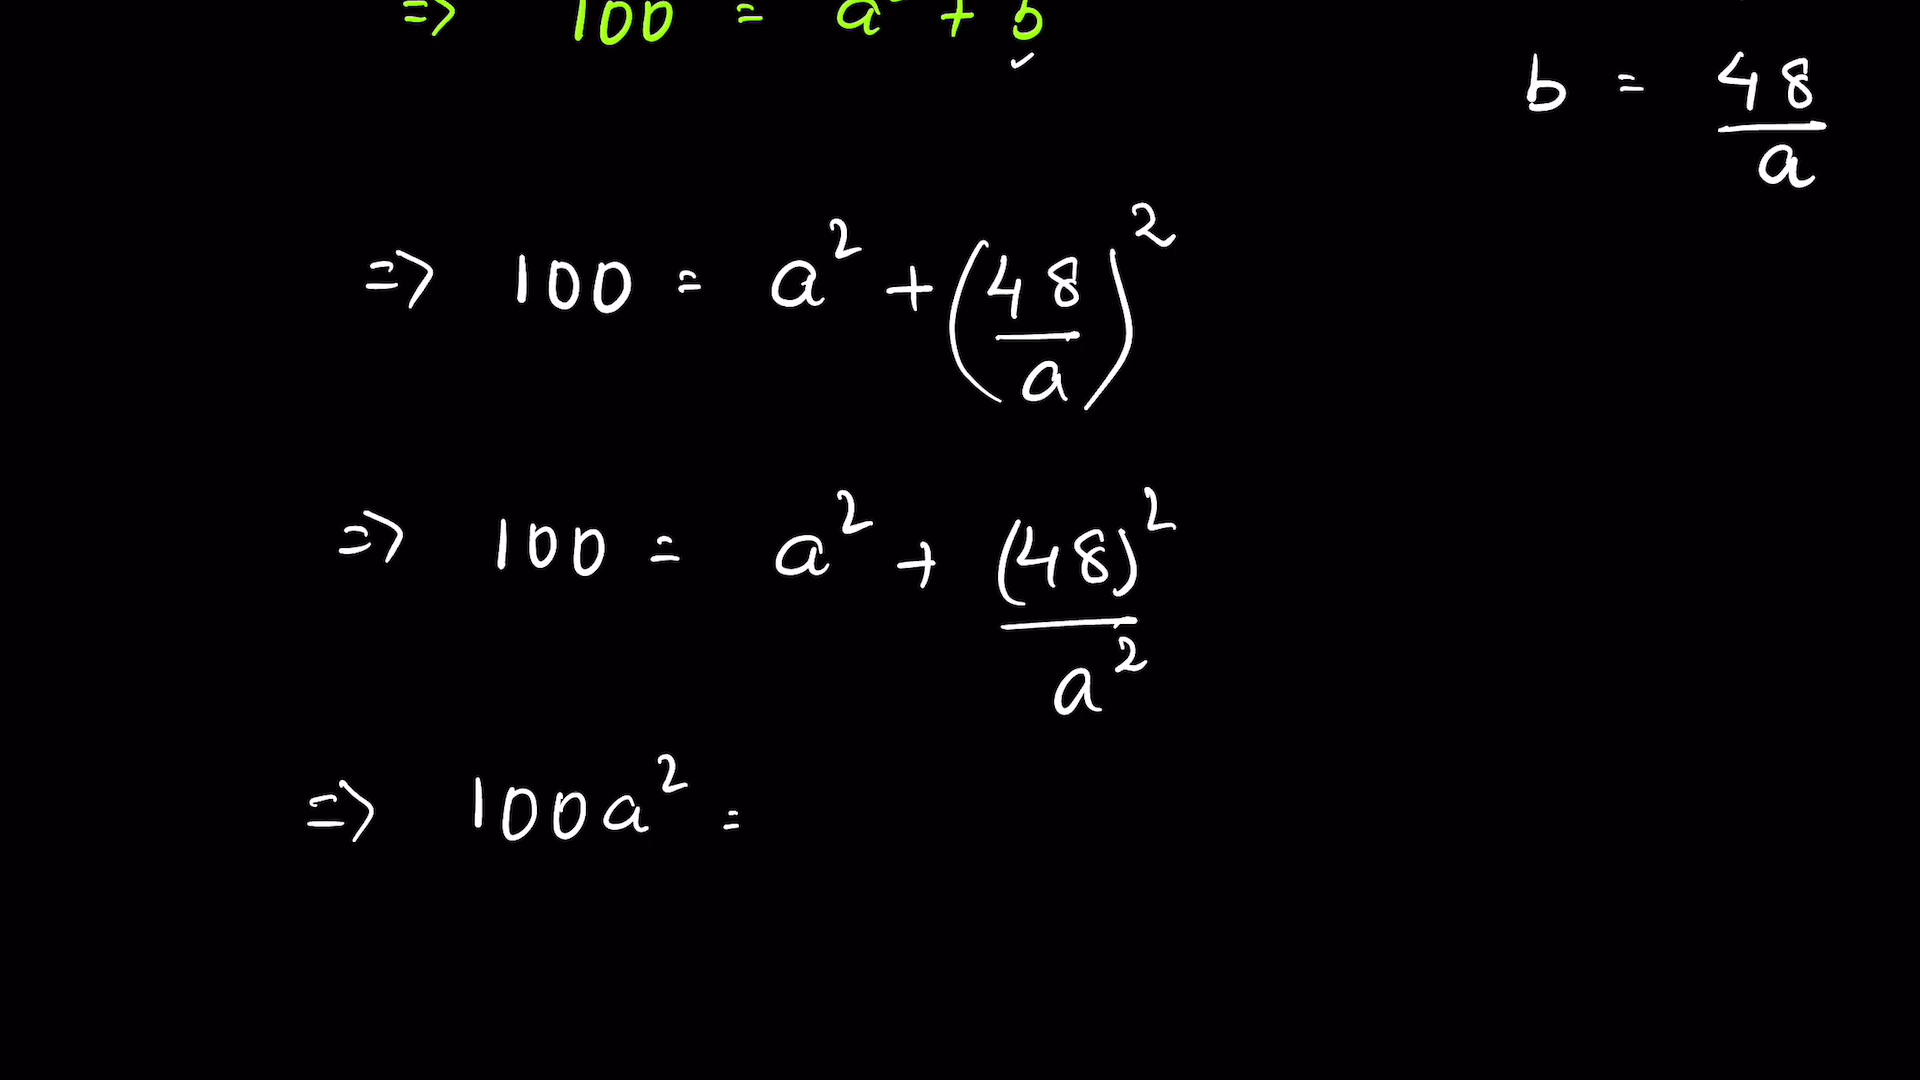 => 100 = a² + b
b = 48/a
=> 100 = a² + (48/a)²
=> 100 = a² + (48)²/a²
=> 100a² =